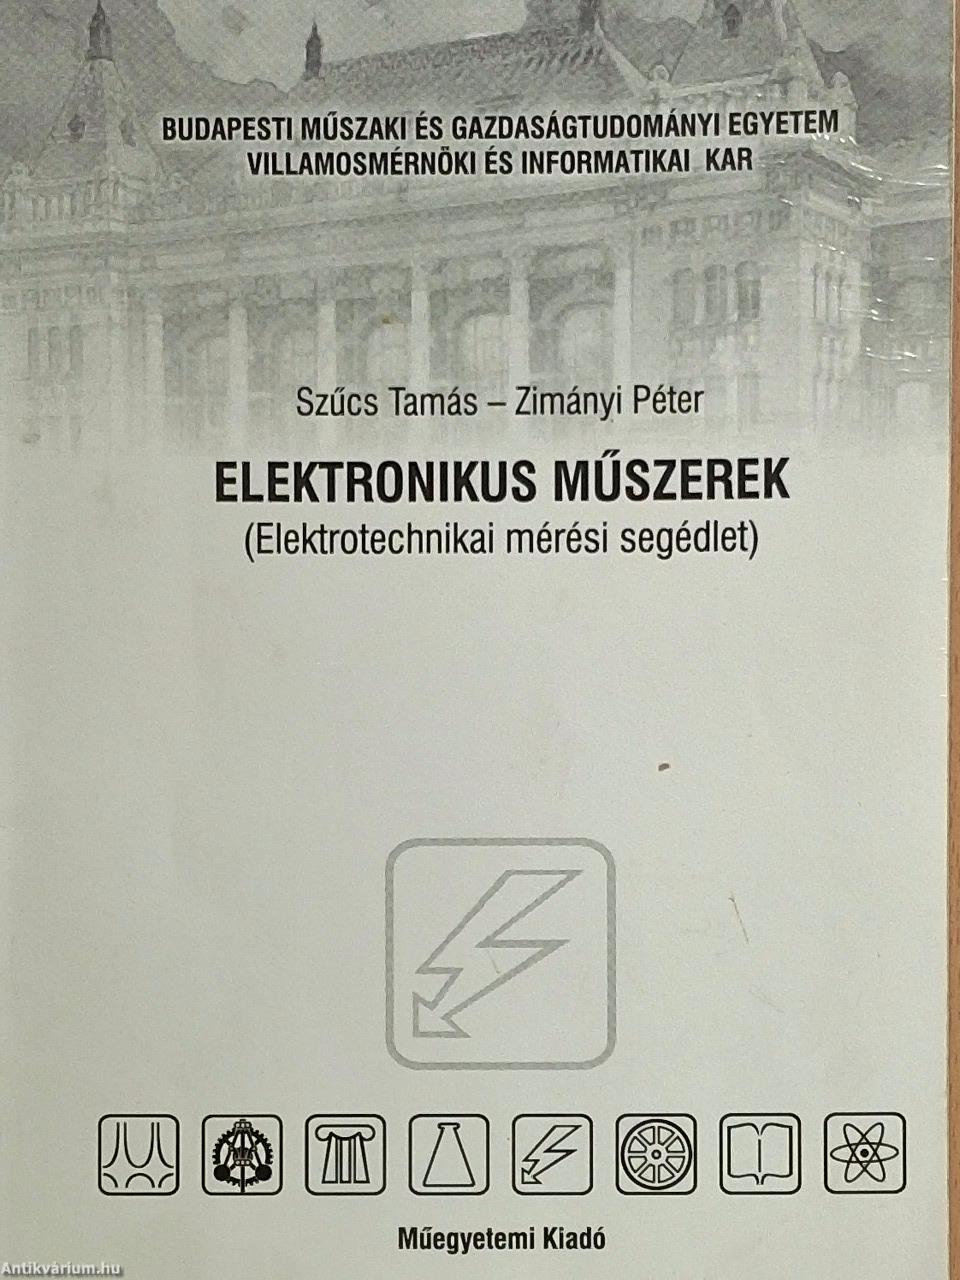 BUDAPESTI MŰSZAKI ÉS GAZDASÁGTUDOMÁNYI EGYETEM
VILLAMOSMÉRNÖKI ÉS INFORMATIKAI KAR
Szűcs Tamás – Zimányi Péter
ELEKTRONIKUS MŰSZEREK
(Elektrotechnikai mérési segédlet)
Műegyetemi Kiadó
Antikvárium.hu